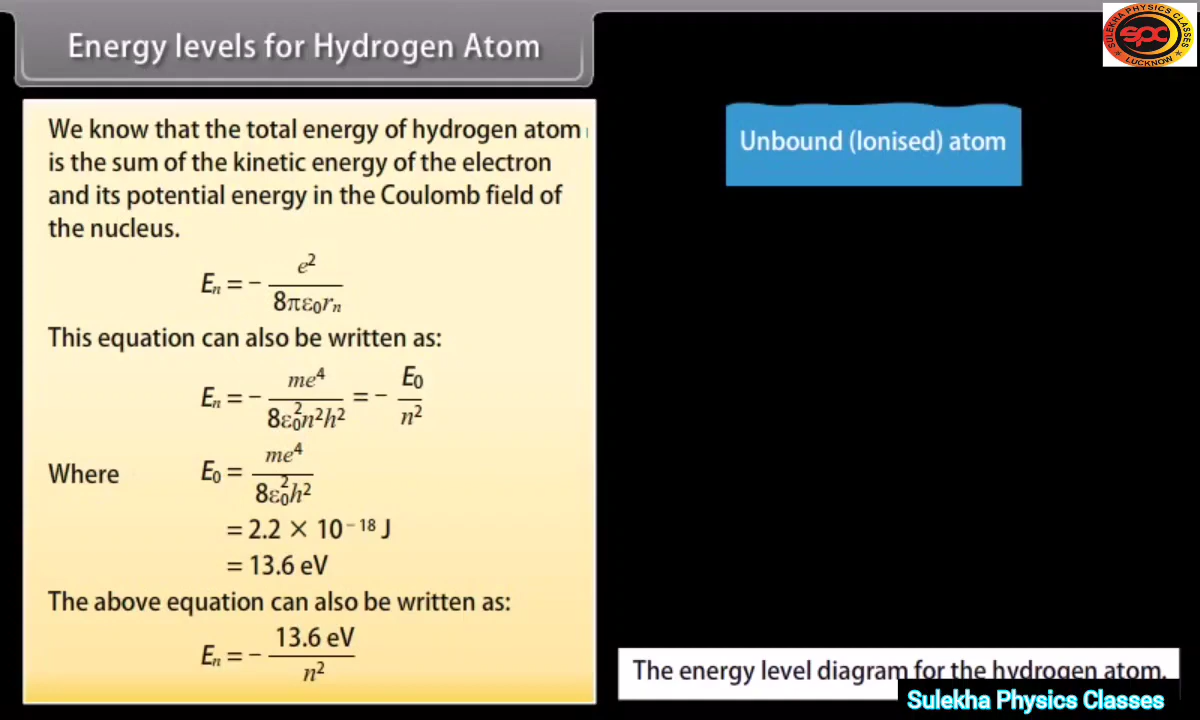 Energy levels for Hydrogen Atom
SULEKHA PHYSICS CLASSES
SPC
LUCKNOW
We know that the total energy of hydrogen atom
is the sum of the kinetic energy of the electron
and its potential energy in the Coulomb field of
the nucleus.
Eₙ = − e² / 8πε₀rₙ
This equation can also be written as:
Eₙ = − me⁴ / 8ε₀²n²h² = − E₀ / n²
Where E₀ = me⁴ / 8ε₀²h²
= 2.2 × 10⁻¹⁸ J
= 13.6 eV
The above equation can also be written as:
Eₙ = − 13.6 eV / n²
Unbound (Ionised) atom
The energy level diagram for the hydrogen atom.
Sulekha Physics Classes